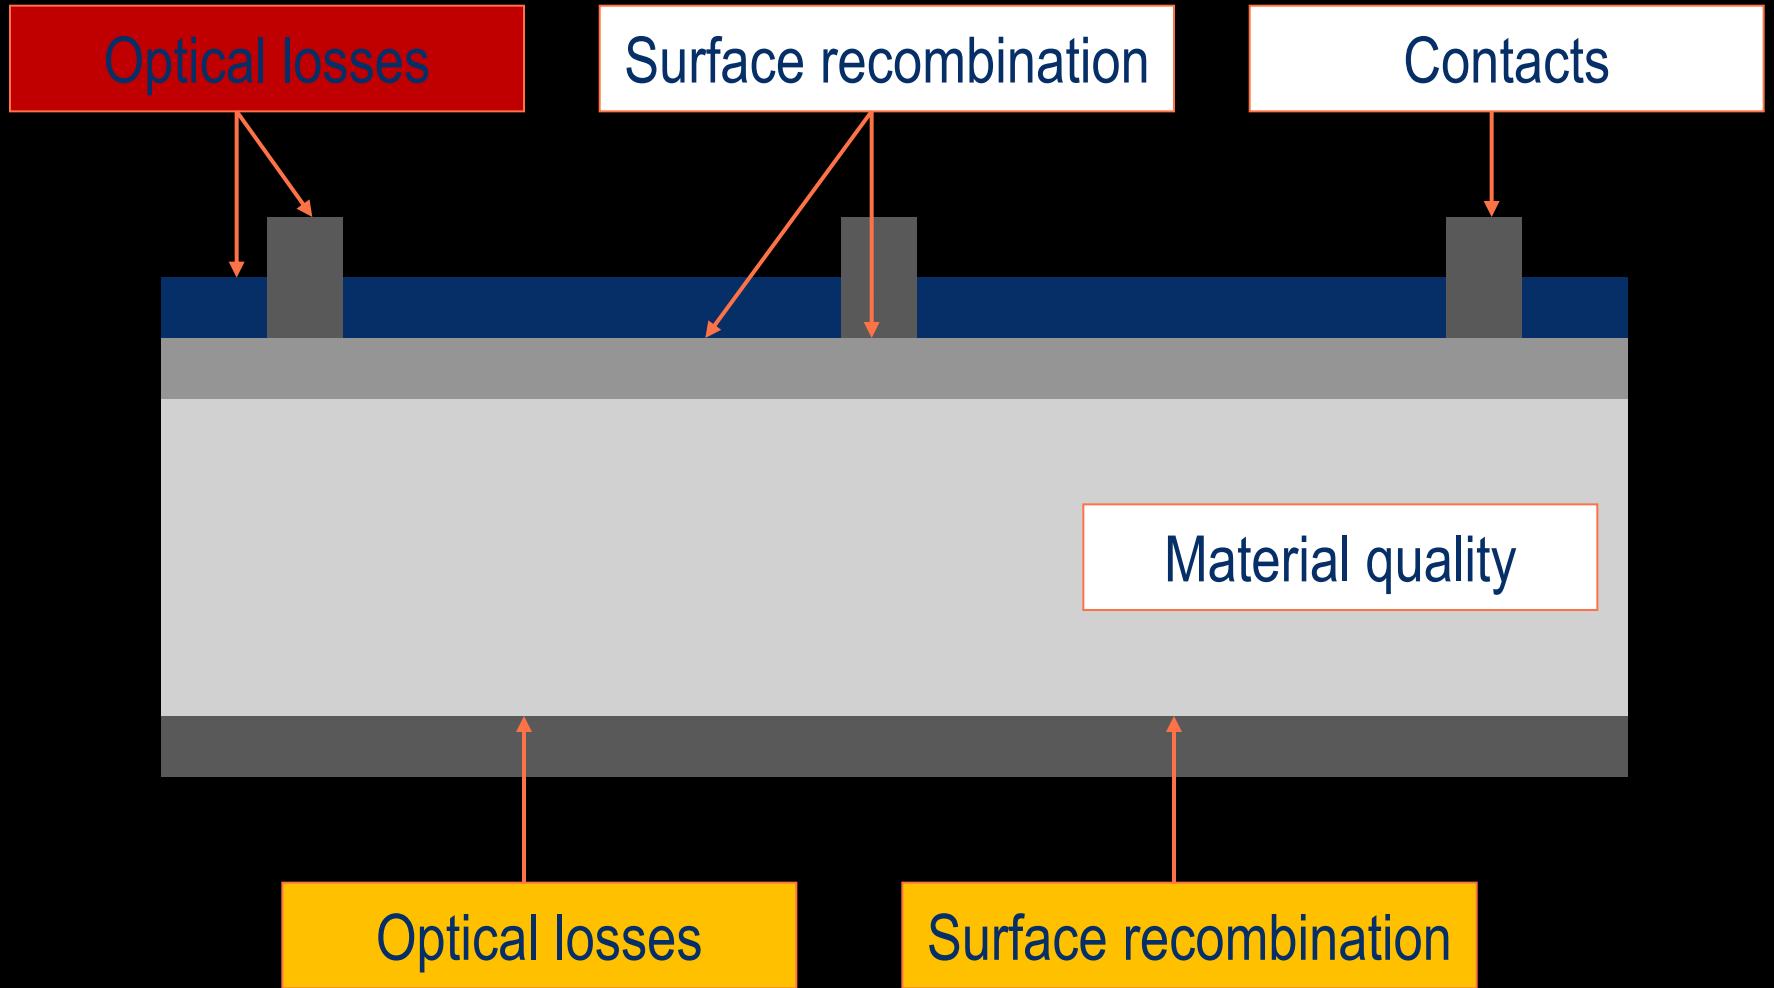 Optical losses
Surface recombination
Contacts
Material quality
Optical losses
Surface recombination